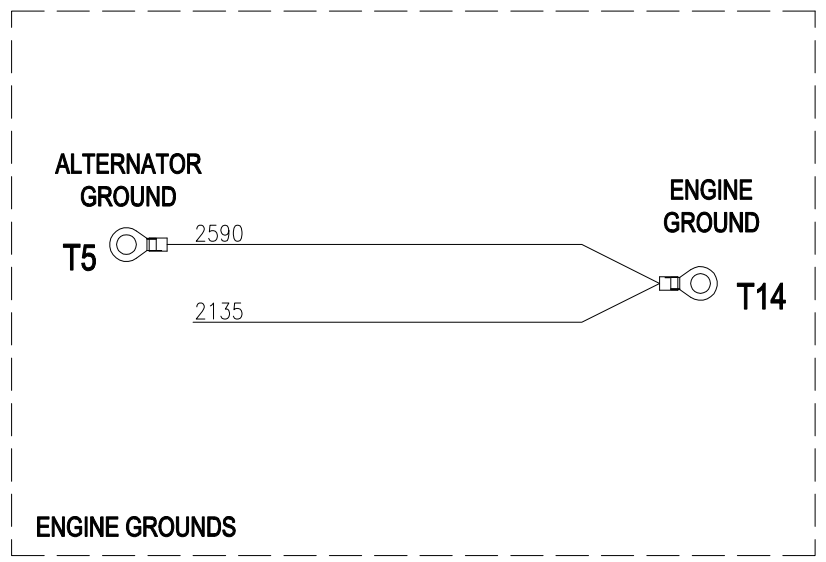 ALTERNATOR
GROUND
T5
2590
2135
ENGINE
GROUND
T14
ENGINE GROUNDS